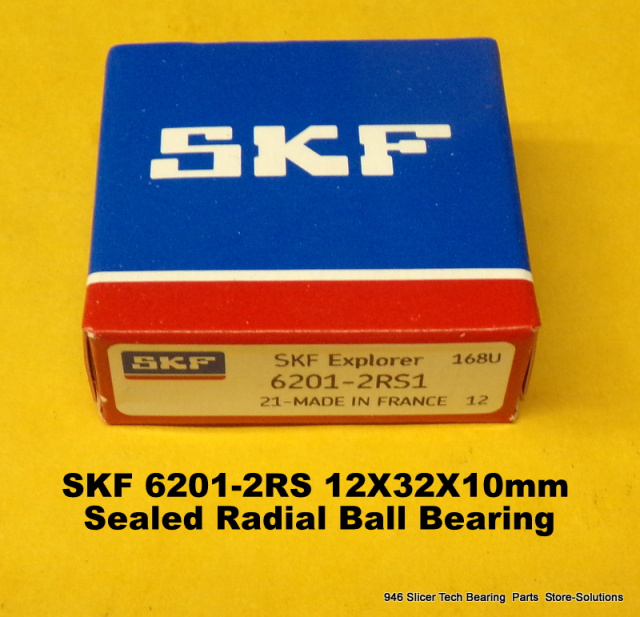 SKF
SKF
SKF Explorer 168U
6201-2RS1
21-MADE IN FRANCE 12
SKF 6201-2RS 12X32X10mm
Sealed Radial Ball Bearing
946 Slicer Tech Bearing Parts Store-Solutions